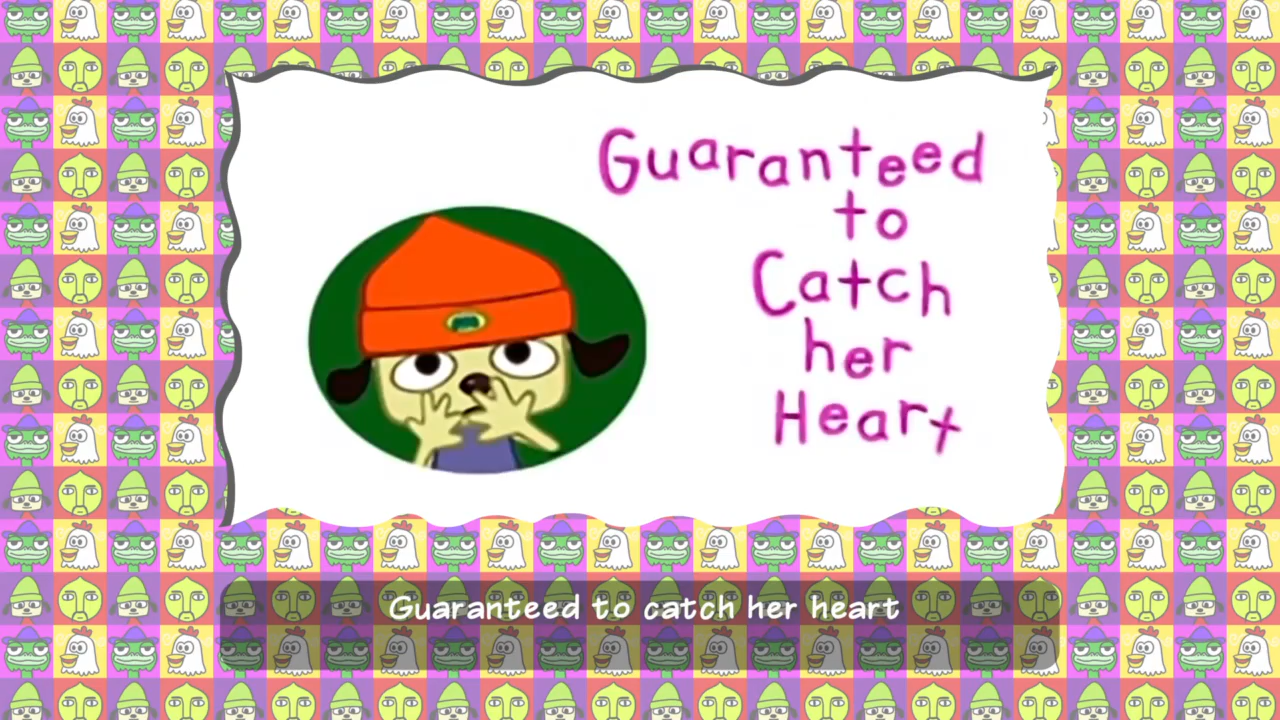 Guaranteed
to
Catch
her
Heart
Guaranteed to catch her heart